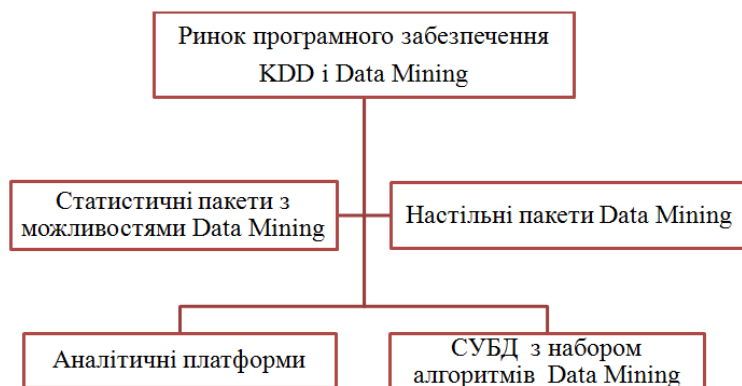 Ринок програмного забезпечення
KDD і Data Mining
Статистичні пакети з
можливостями Data Mining
Настільні пакети Data Mining
Аналітичні платформи
СУБД з набором
алгоритмів Data Mining